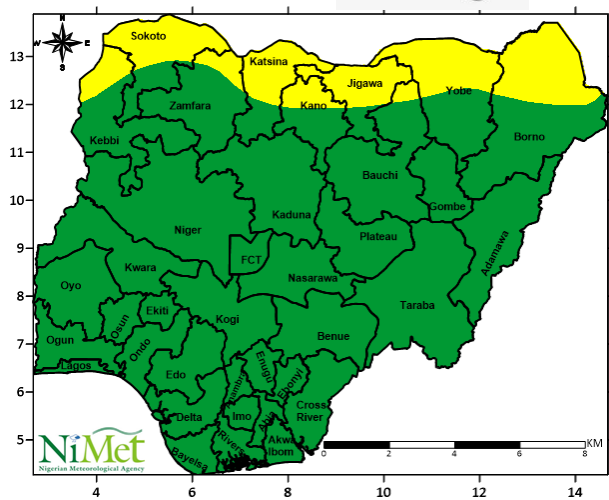 N
W E
S
13
12
11
10
9
8
7
6
5
Sokoto
Katsina
Jigawa
Yobe
Zamfara
Kano
Kebbi
Borno
Bauchi
Gombe
Kaduna
Niger
Plateau
Adamawa
FCT
Kwara
Nasarawa
Oyo
Taraba
Ekiti
Osun
Kogi
Ogun
Ondo
Benue
Lagos
Edo
Enugu
Ebonyi
Anambra
Cross
River
Delta
Imo
Abia
Rivers
Akwa
Ibom
Bayelsa
NiMet
Nigerian Meteorological Agency
KM
0 2 4 8
4 6 8 10 12 14